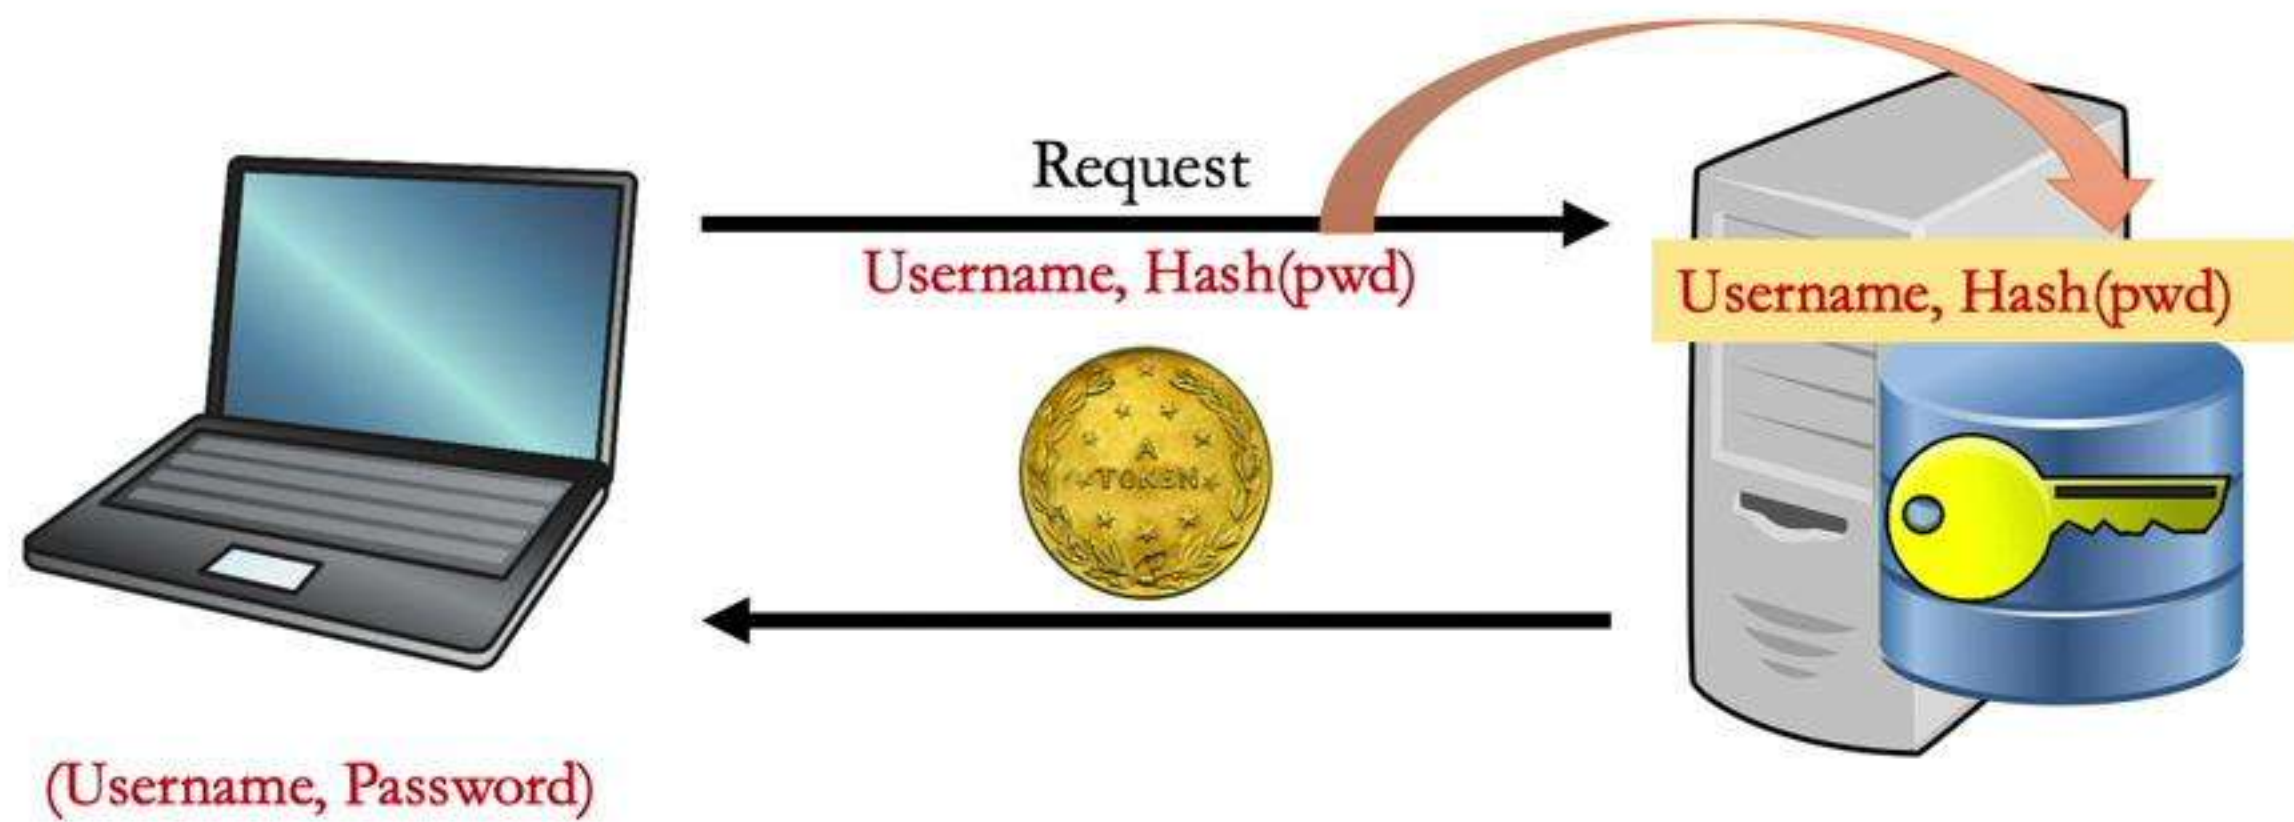 Request
Username, Hash(pwd)
Username, Hash(pwd)
A
TOKEN
(Username, Password)